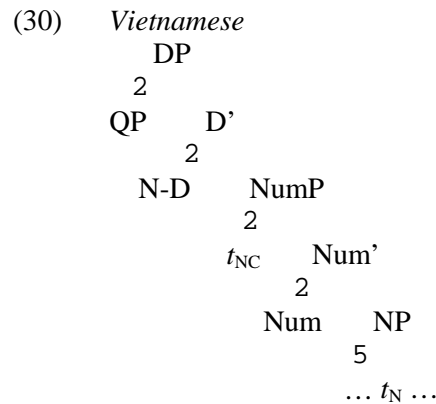 (30) Vietnamese
DP
2
QP D’
2
N-D NumP
2
tNC Num’
2
Num NP
5
… tN …